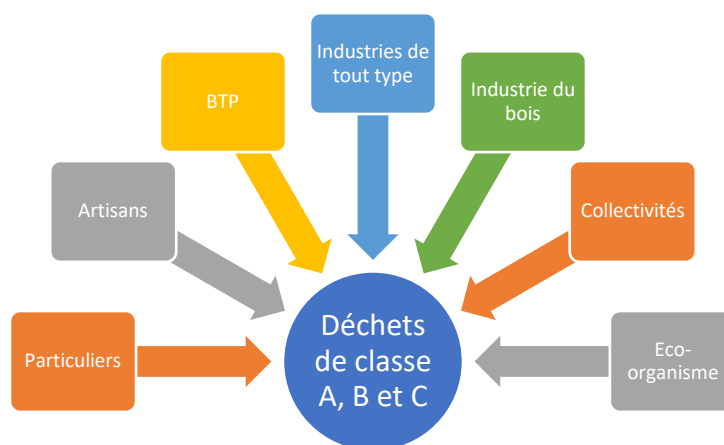 Industries de
tout type
BTP
Industrie du
bois
Artisans
Collectivités
Particuliers
Déchets
de classe
A, B et C
Eco-
organisme